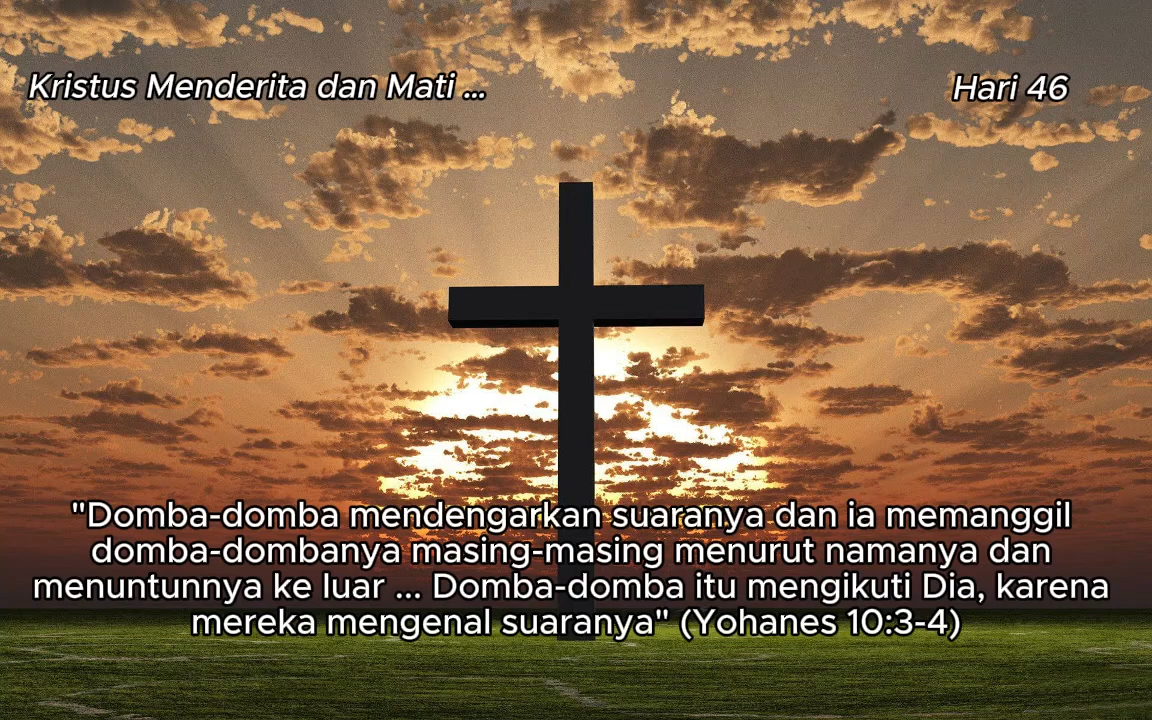 Kristus Menderita dan Mati ...
Hari 46
"Domba-domba mendengarkan suaranya dan ia memanggil
domba-dombanya masing-masing menurut namanya dan
menuntunnya ke luar ... Domba-domba itu mengikuti Dia, karena
mereka mengenal suaranya" (Yohanes 10:3-4)